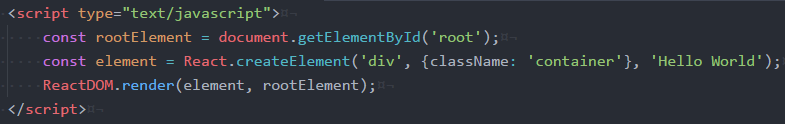 <script type="text/javascript">
    const rootElement = document.getElementById('root');
    const element = React.createElement('div', {className: 'container'}, 'Hello World');
    ReactDOM.render(element, rootElement);
</script>